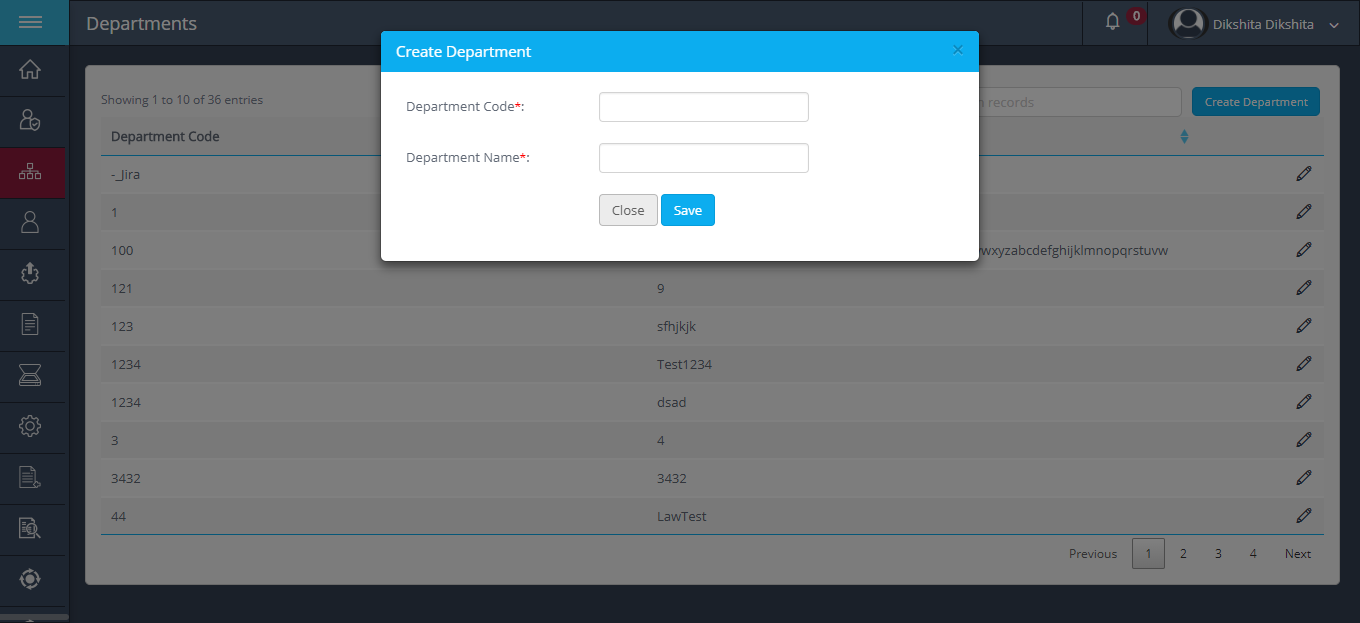 Departments
0
Dikshita Dikshita
Create Department
×
Department Code*:
Department Name*:
Close Save
Showing 1 to 10 of 36 entries
records
Create Department
Department Code
-_Jira
1
100 wxyzabcdefghijklmnopqrstuvw
121 9
123 sfhjkjk
1234 Test1234
1234 dsad
3 4
3432 3432
44 LawTest
Previous 1 2 3 4 Next